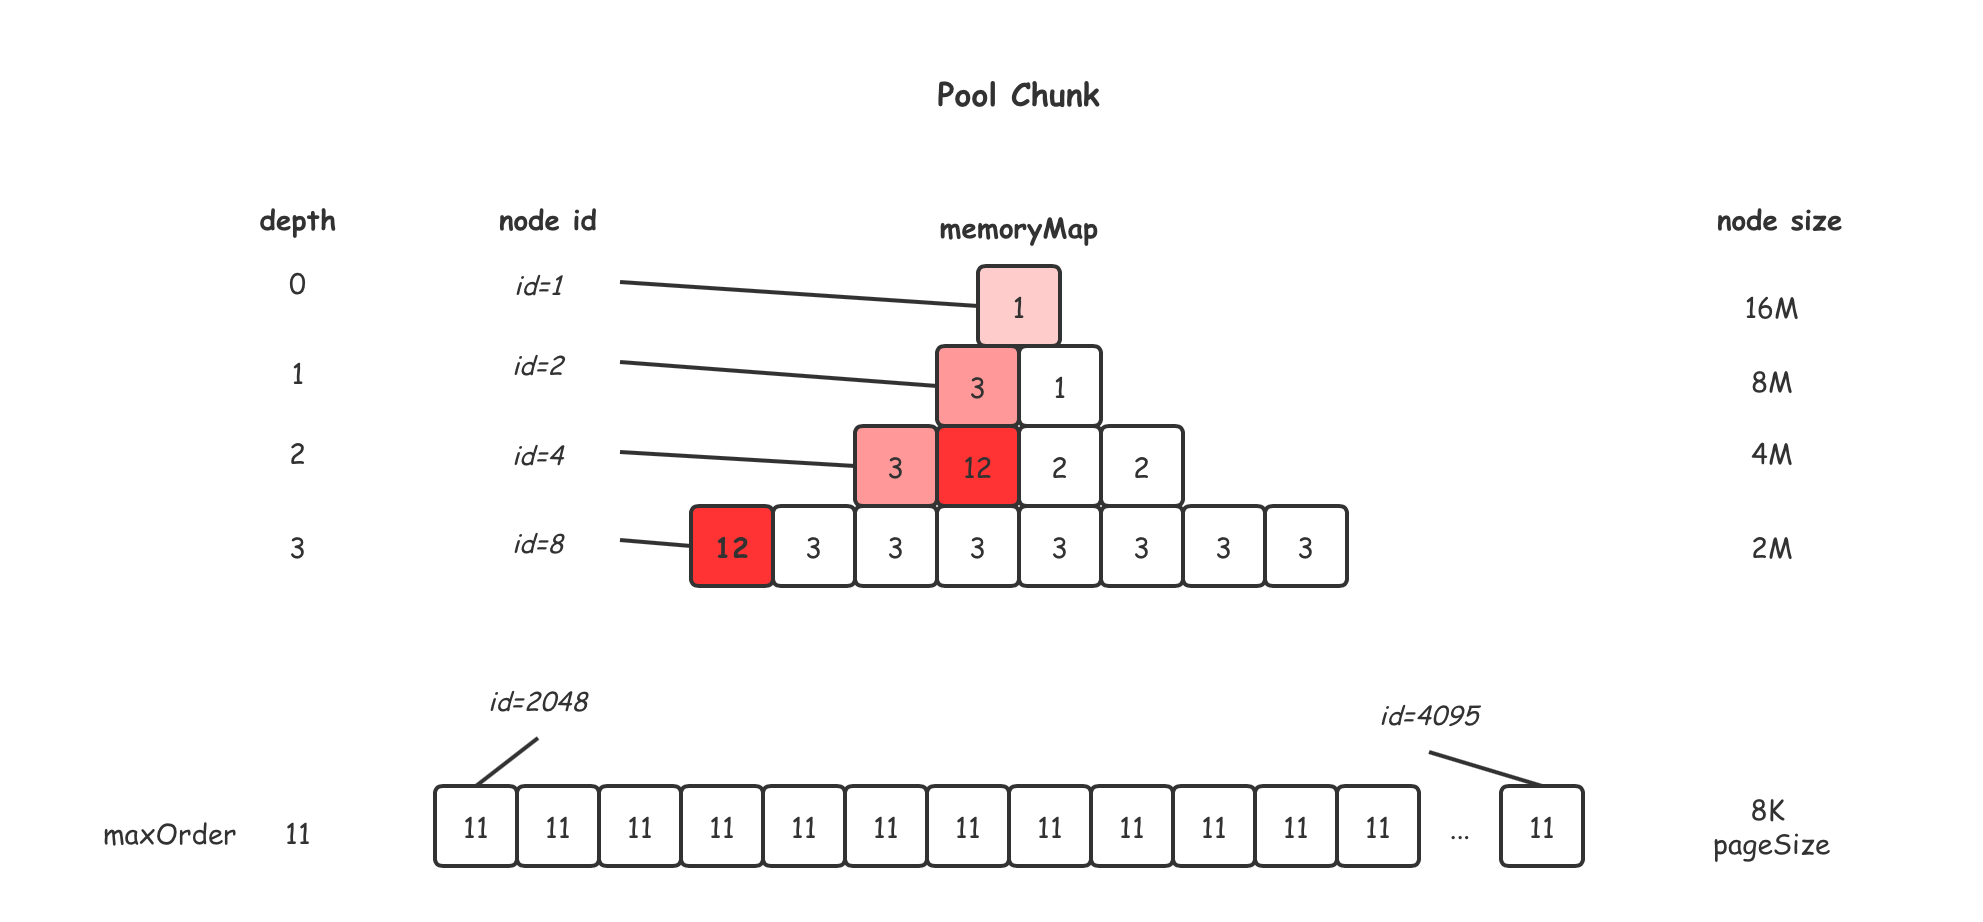 Pool Chunk
depth node id memoryMap node size
0 id=1 1 16M
1 id=2 3 1 8M
2 id=4 3 12 2 2 4M
3 id=8 12 3 3 3 3 3 3 3 2M
id=2048 id=4095
maxOrder 11 11 11 11 11 11 11 11 11 11 11 11 11 ... 11 8K
pageSize